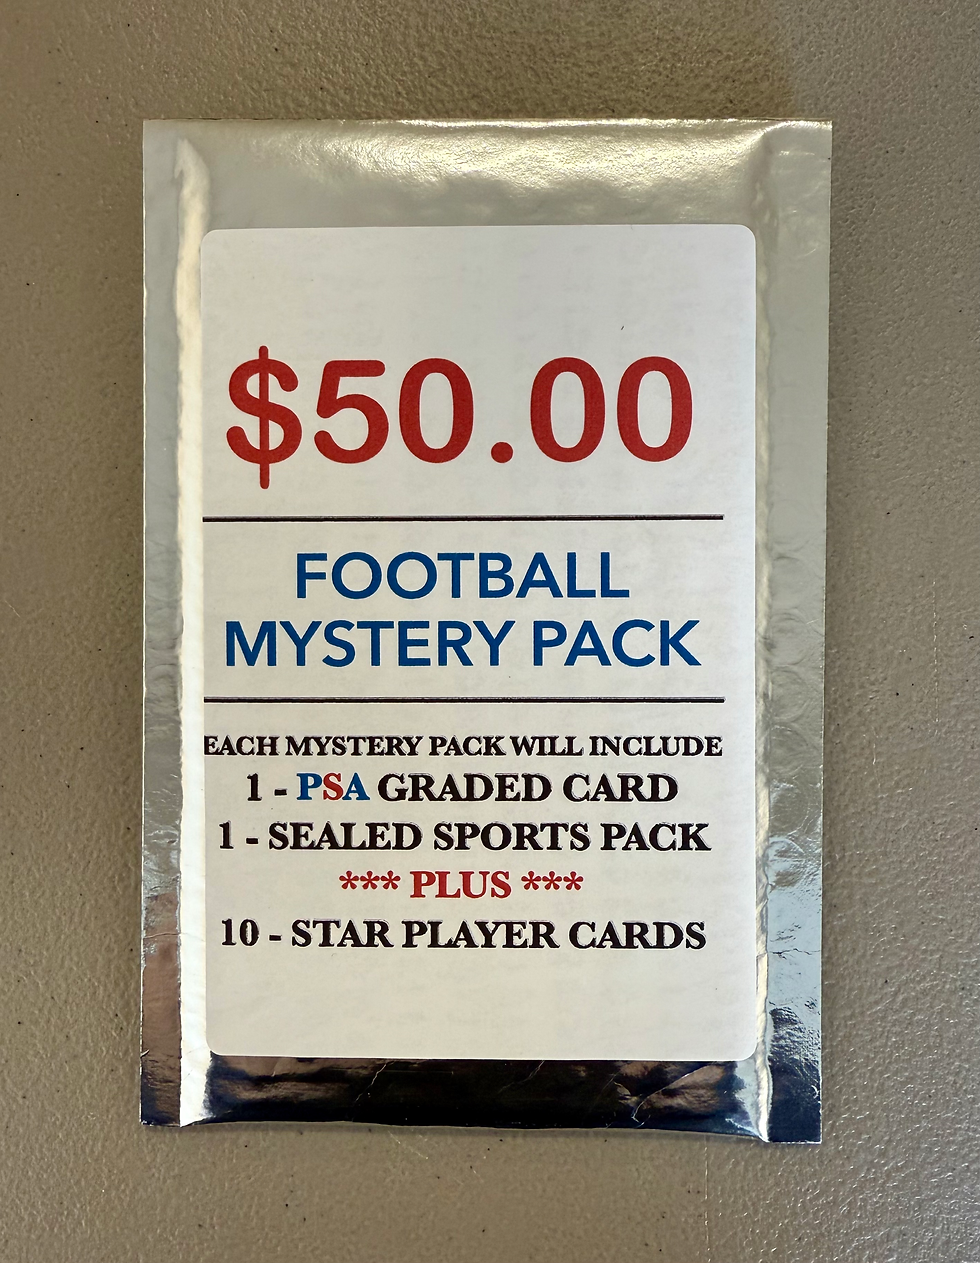 $50.00
FOOTBALL
MYSTERY PACK
EACH MYSTERY PACK WILL INCLUDE
1 - PSA GRADED CARD
1 - SEALED SPORTS PACK
*** PLUS ***
10 - STAR PLAYER CARDS